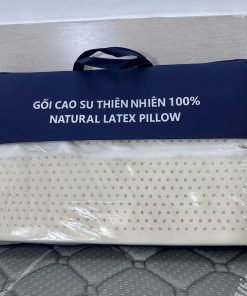 GỐI CAO SU THIÊN NHIÊN 100%
NATURAL LATEX PILLOW